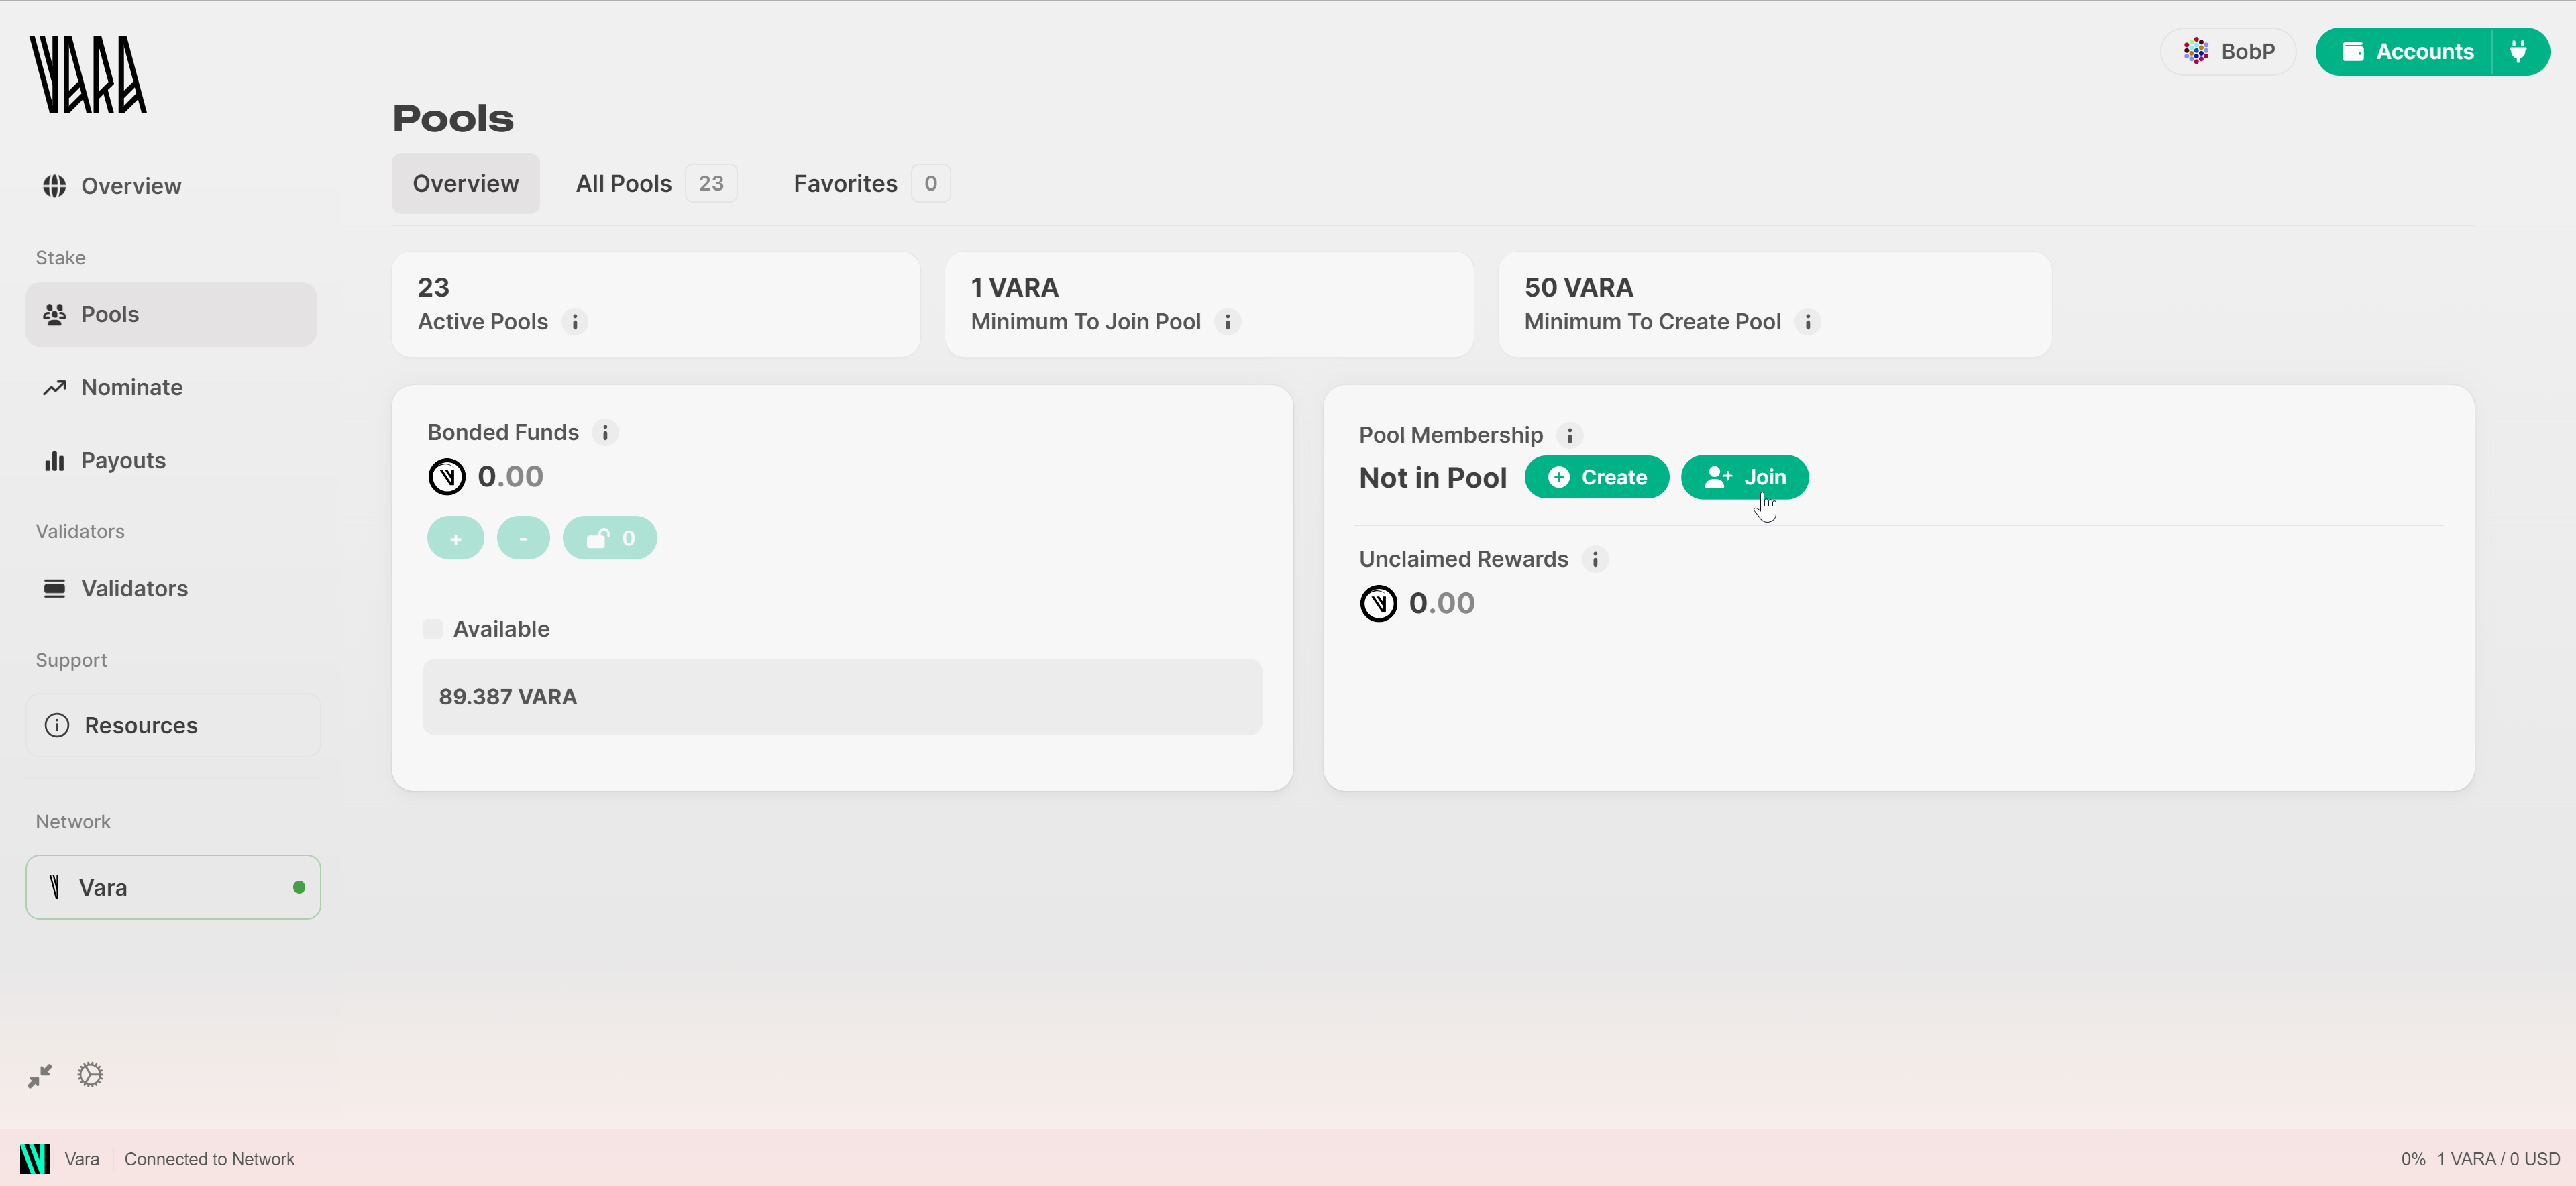 VARA
BobP
Accounts
Pools
Overview
All Pools 23
Favorites 0
Overview
Stake
Pools
Nominate
Payouts
Validators
Validators
Support
Resources
Network
Vara
23
Active Pools
1 VARA
Minimum To Join Pool
50 VARA
Minimum To Create Pool
Bonded Funds
0.00
+
-
0
Available
89.387 VARA
Pool Membership
Not in Pool
Create
Join
Unclaimed Rewards
0.00
Vara
Connected to Network
0% 1 VARA / 0 USD